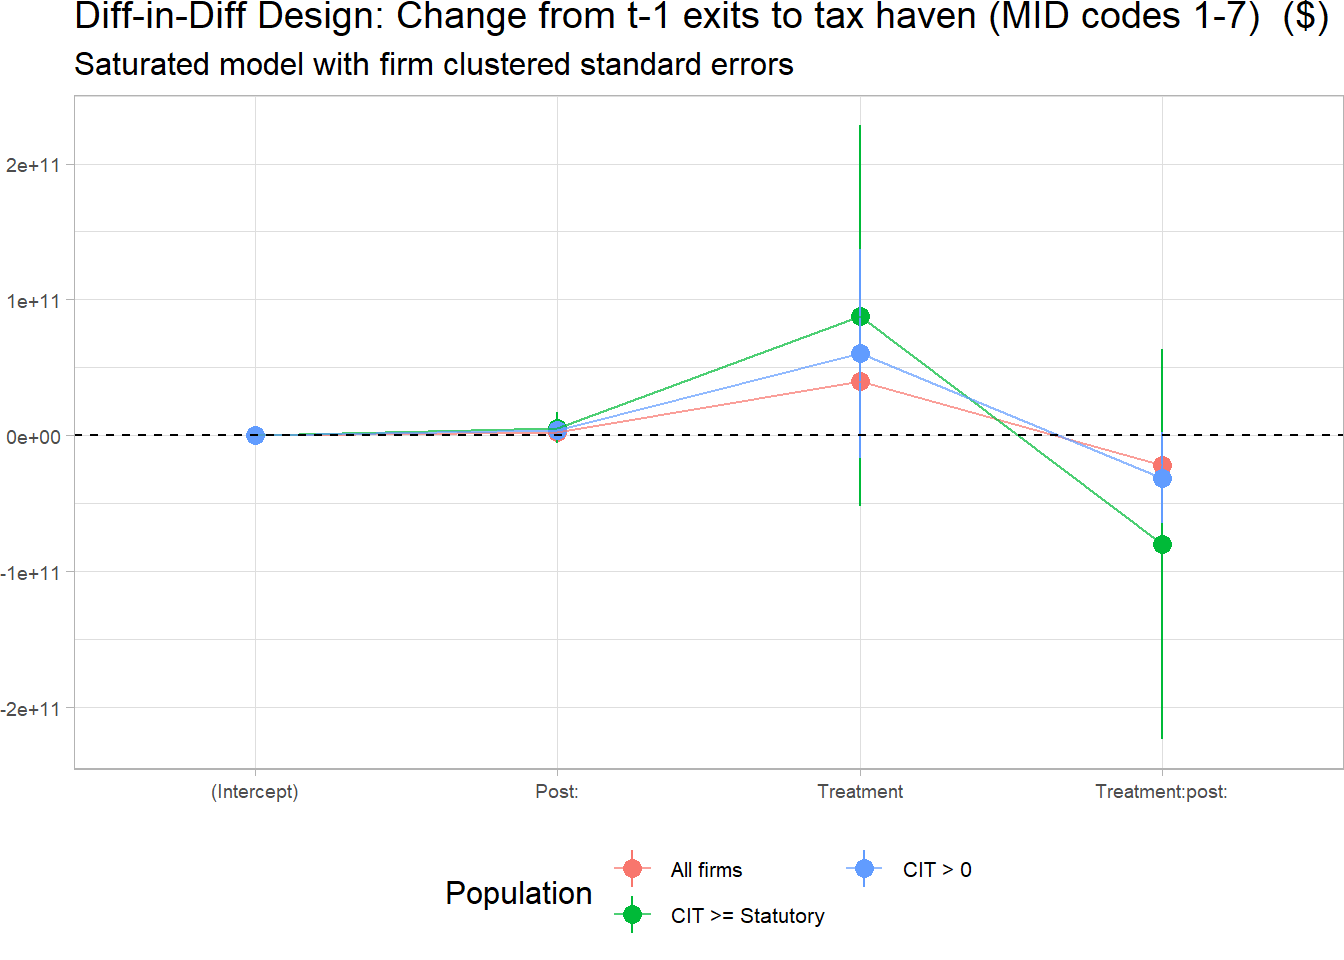 Diff-in-Diff Design: Change from t-1 exits to tax haven (MID codes 1-7)  ($)
Saturated model with firm clustered standard errors
2e+11
1e+11
0e+00
-1e+11
-2e+11
(Intercept)
Post:
Treatment
Treatment:post:
Population
All firms
CIT > 0
CIT >= Statutory